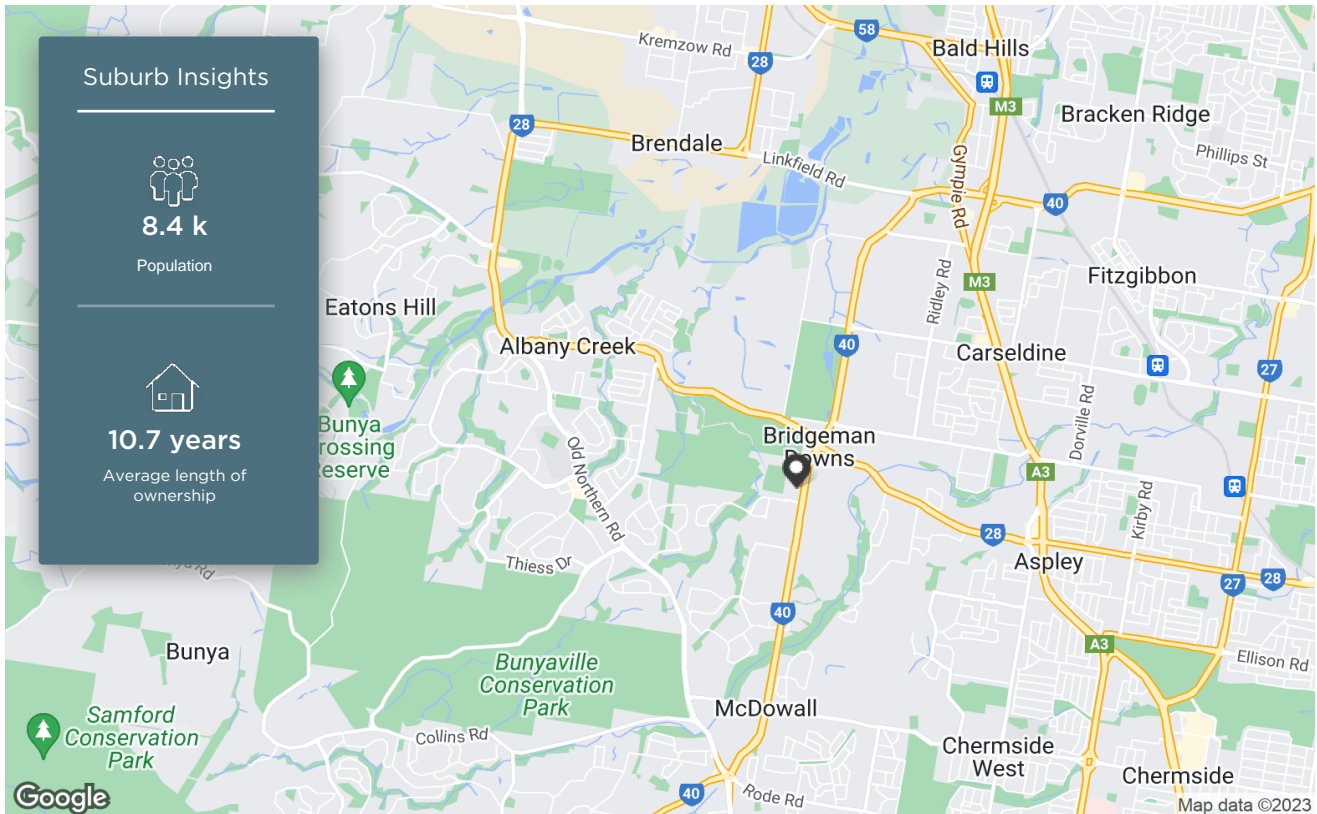 Suburb Insights
8.4 k
Population
10.7 years
Average length of
ownership
58
Kremzow Rd
Bald Hills
28
M3
Bracken Ridge
28
Brendale
Linkfield Rd
Phillips St
Gympie Rd
40
M3
Fitzgibbon
Ridley Rd
Eatons Hill
Albany Creek
40
Carseldine
27
Bunya
rossing
Reserve
Dorville Rd
Bridgeman
Downs
Old Northern Rd
A3
Kirby Rd
28
Thiess Dr
Aspley
27
28
40
Rd
Bunya
A3
Ellison Rd
Bunyaville
Conservation
Park
Samford
Conservation
Park
McDowall
Collins Rd
Chermside
West
Chermside
40
Rode Rd
Google
Map data ©2023